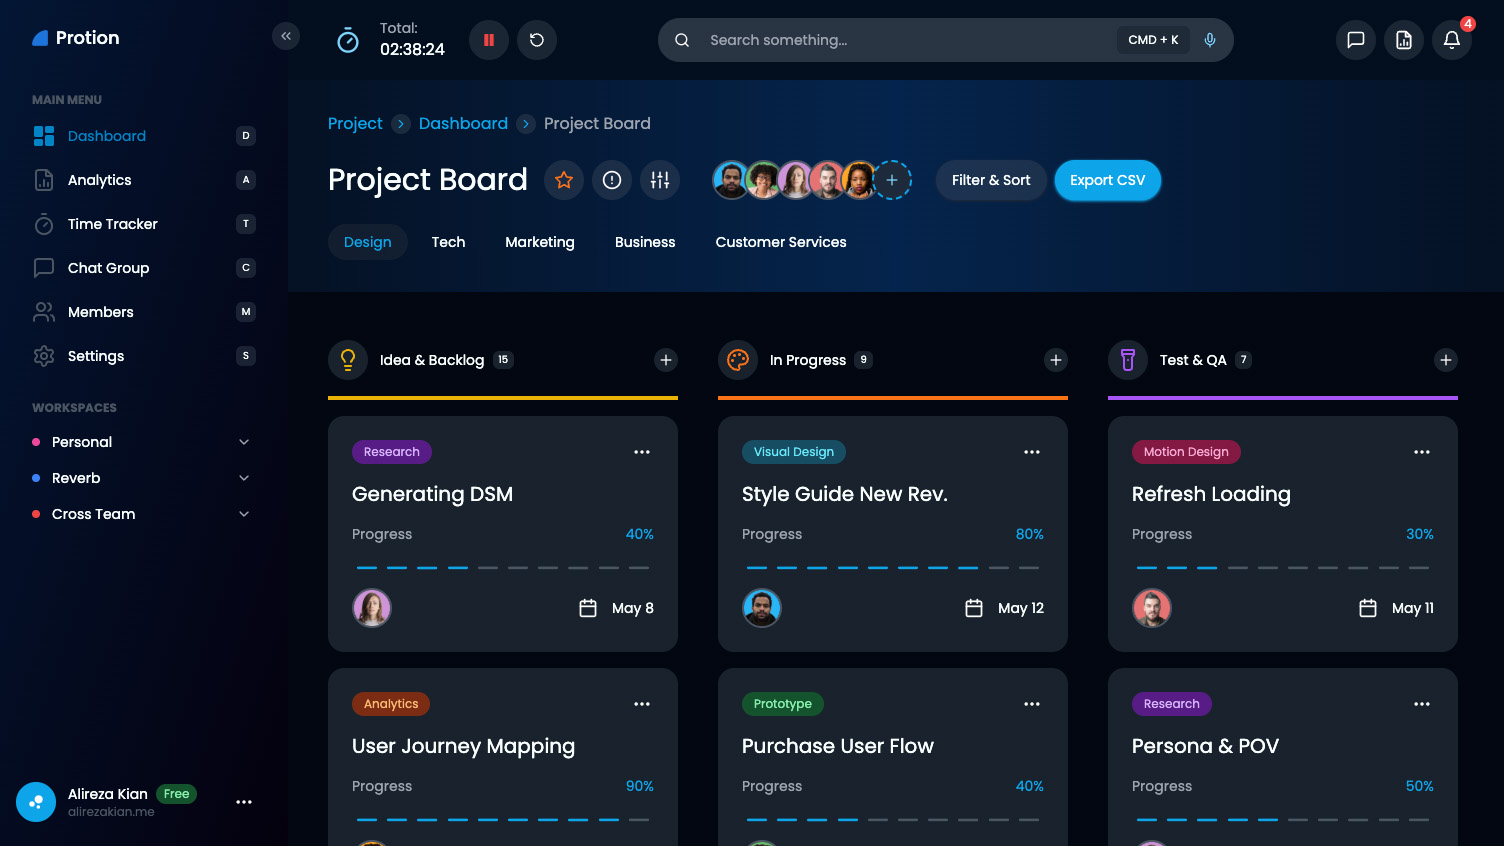 Protion
Total:
02:38:24
Search something...
CMD + K
4
MAIN MENU
Dashboard
D
Analytics
A
Time Tracker
T
Chat Group
C
Members
M
Settings
S
WORKSPACES
Personal
Reverb
Cross Team
Alireza Kian
Free
alirezakian.me
Project
Dashboard
Project Board
Project Board
Filter & Sort
Export CSV
Design
Tech
Marketing
Business
Customer Services
Idea & Backlog
15
Research
Generating DSM
Progress
40%
May 8
Analytics
User Journey Mapping
Progress
90%
In Progress
9
Visual Design
Style Guide New Rev.
Progress
80%
May 12
Prototype
Purchase User Flow
Progress
40%
Test & QA
7
Motion Design
Refresh Loading
Progress
30%
May 11
Research
Persona & POV
Progress
50%